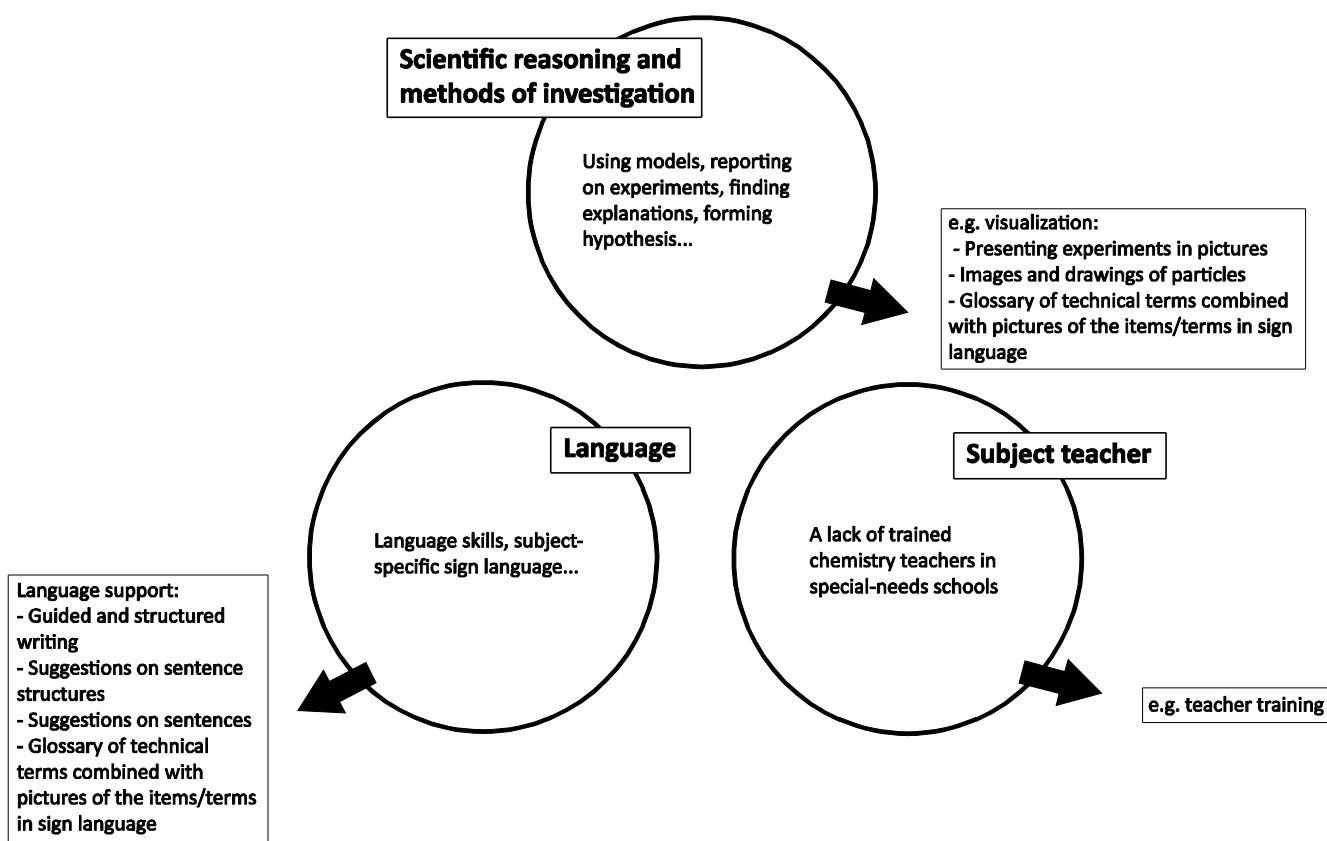 Scientific reasoning and
methods of investigation
Using models, reporting
on experiments, finding
explanations, forming
hypothesis...
e.g. visualization:
- Presenting experiments in pictures
- Images and drawings of particles
- Glossary of technical terms combined
with pictures of the items/terms in sign
language
Language
Language skills, subject-
specific sign language...
Language support:
- Guided and structured
writing
- Suggestions on sentence
structures
- Suggestions on sentences
- Glossary of technical
terms combined with
pictures of the items/terms
in sign language
Subject teacher
A lack of trained
chemistry teachers in
special-needs schools
e.g. teacher training